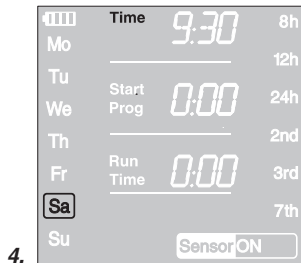 Time 9:30 8h
Mo
12h
Tu
Start
We Prog 0:00 24h
Th 2nd
Run
Fr Time 0:00 3rd
Sa 7th
Su Sensor ON
4.